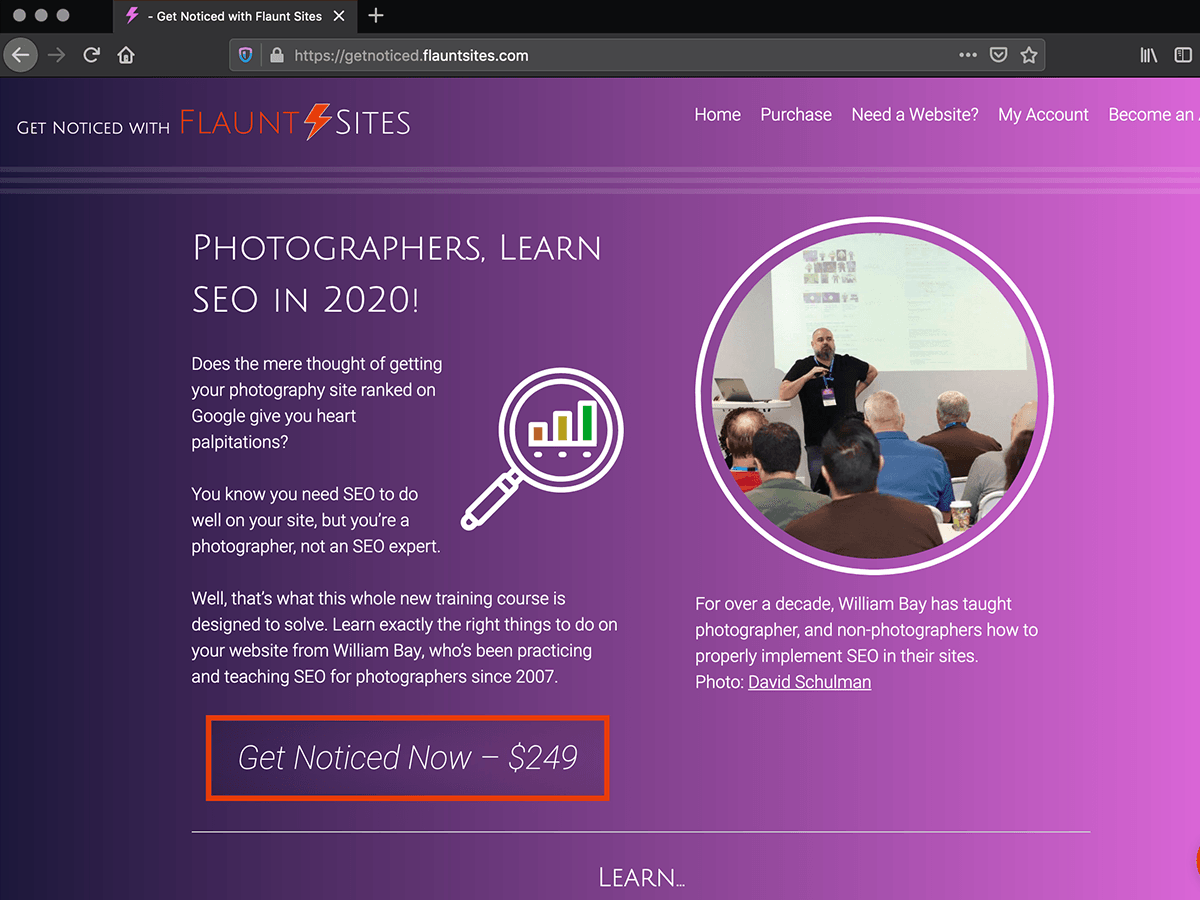 - Get Noticed with Flaunt Sites
https://getnoticed.flauntsites.com
Get Noticed with Flaunt Sites
Home Purchase Need a Website? My Account Become an
Photographers, Learn
SEO in 2020!
Does the mere thought of getting
your photography site ranked on
Google give you heart
palpitations?
You know you need SEO to do
well on your site, but you’re a
photographer, not an SEO expert.
Well, that’s what this whole new training course is
designed to solve. Learn exactly the right things to do on
your website from William Bay, who’s been practicing
and teaching SEO for photographers since 2007.
Get Noticed Now – $249
For over a decade, William Bay has taught
photographer, and non-photographers how to
properly implement SEO in their sites.
Photo: David Schulman
Learn...